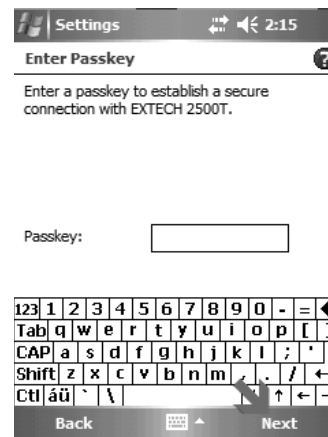 Settings 2:15
Enter Passkey ?
Enter a passkey to establish a secure
connection with EXTECH 2500T.
Passkey:
123 1 2 3 4 5 6 7 8 9 0 - =
Tab q w e r t y u i o p [ ]
CAP a s d f g h j k l ; '
Shift z x c v b n m , . / ←
Ctl áü ` \ ↑ ← -
Back Next